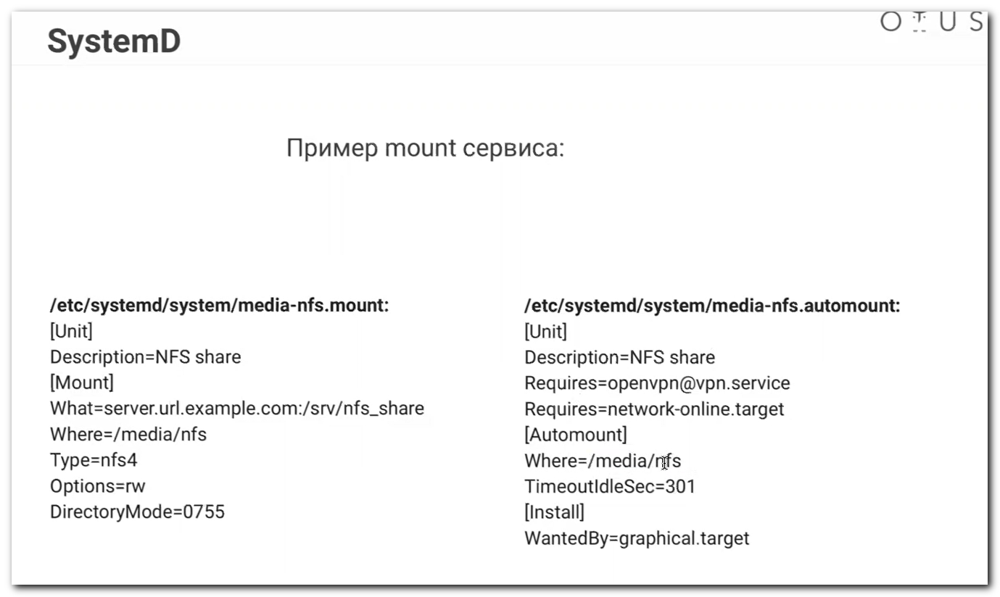 SystemD
O T U S
Пример mount сервиса:
/etc/systemd/system/media-nfs.mount:
[Unit]
Description=NFS share
[Mount]
What=server.url.example.com:/srv/nfs_share
Where=/media/nfs
Type=nfs4
Options=rw
DirectoryMode=0755
/etc/systemd/system/media-nfs.automount:
[Unit]
Description=NFS share
Requires=openvpn@vpn.service
Requires=network-online.target
[Automount]
Where=/media/nfs
TimeoutIdleSec=301
[Install]
WantedBy=graphical.target